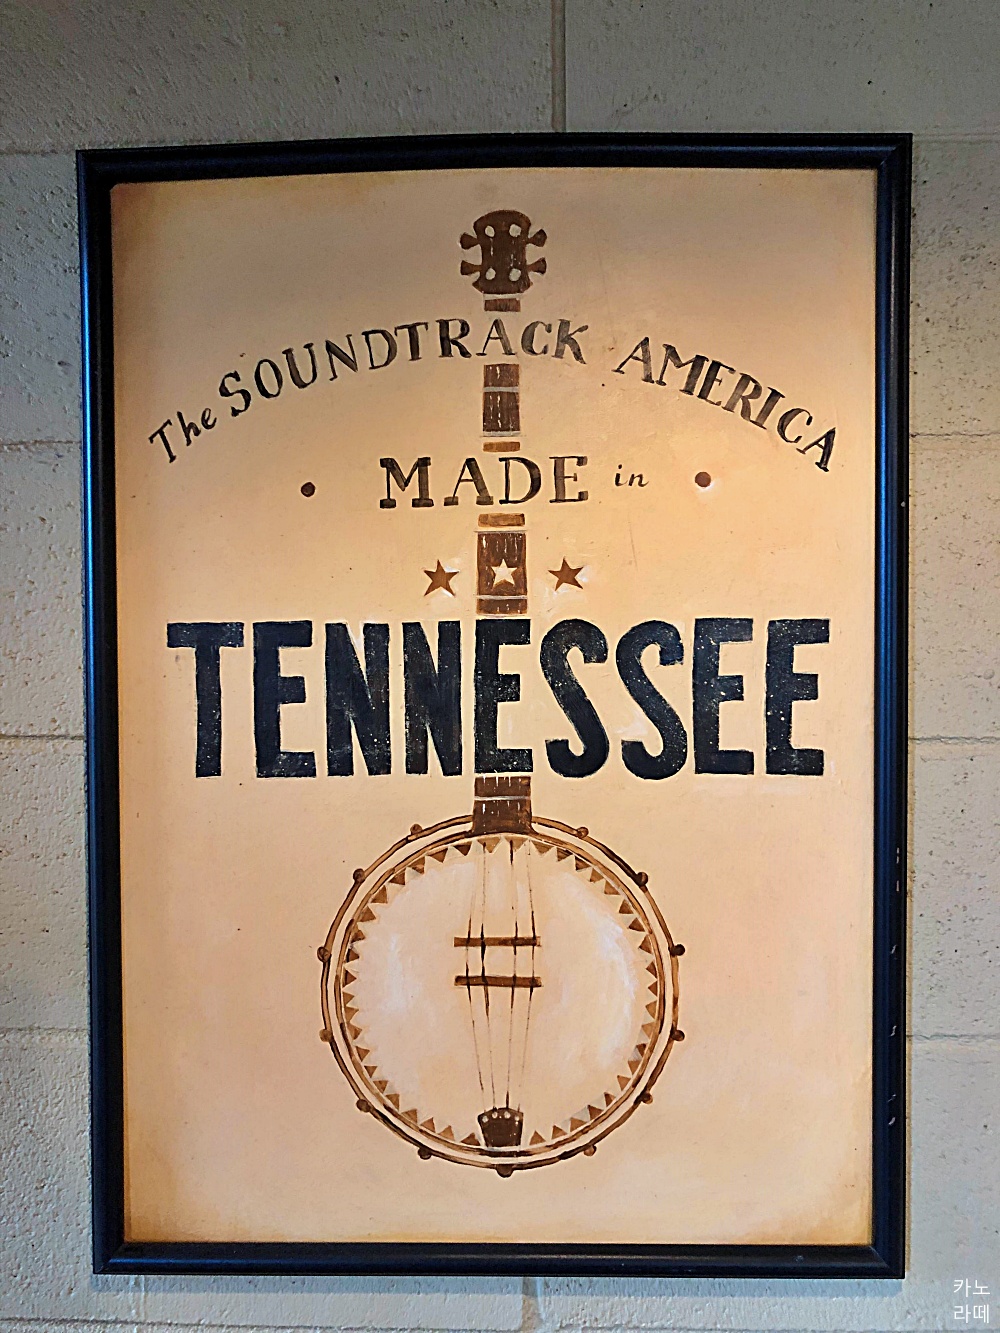 The SOUNDTRACK AMERICA
MADE in
TENNESSEE
카노
라떼